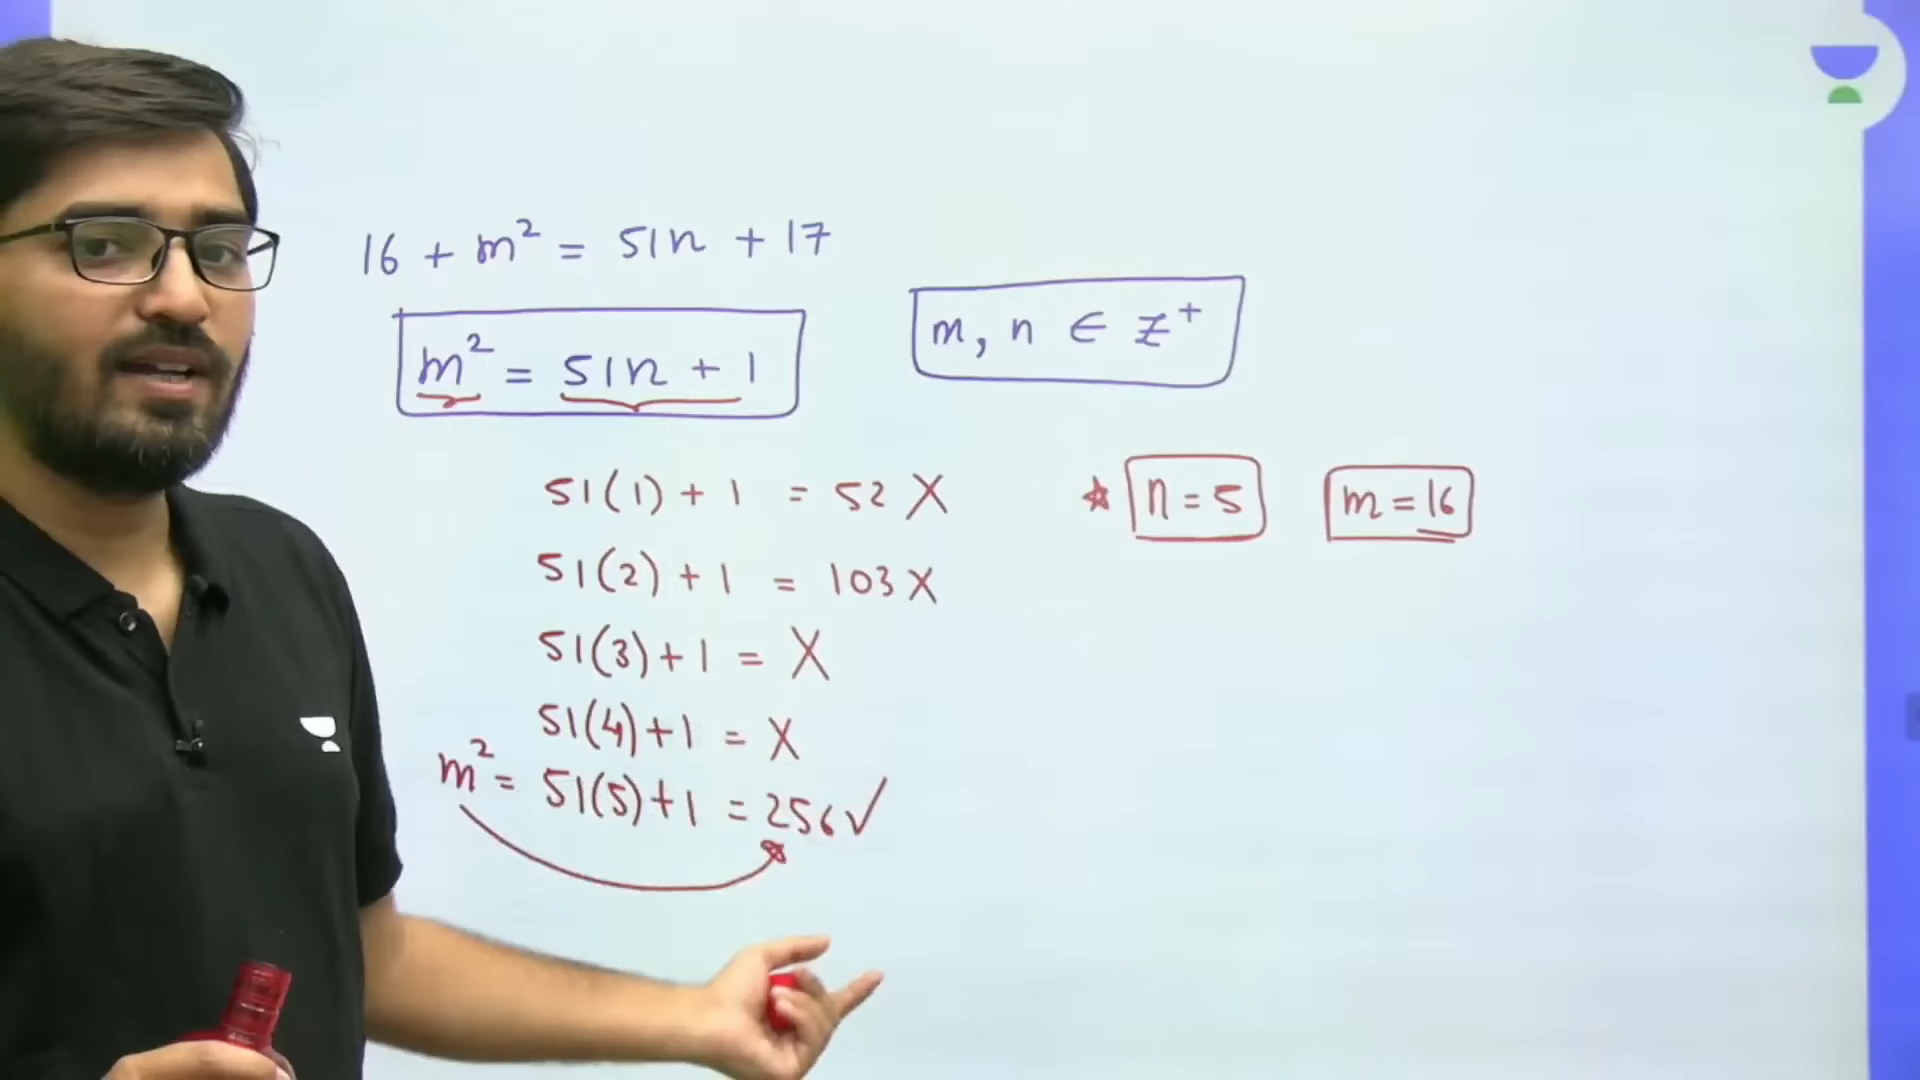 16 + m² = 51n + 17
m² = 51n + 1
m, n ∈ Z⁺
51(1) + 1 = 52 X
★ n = 5
m = 16
51(2) + 1 = 103 X
51(3) + 1 = X
51(4) + 1 = X
m² = 51(5) + 1 = 256 ✓